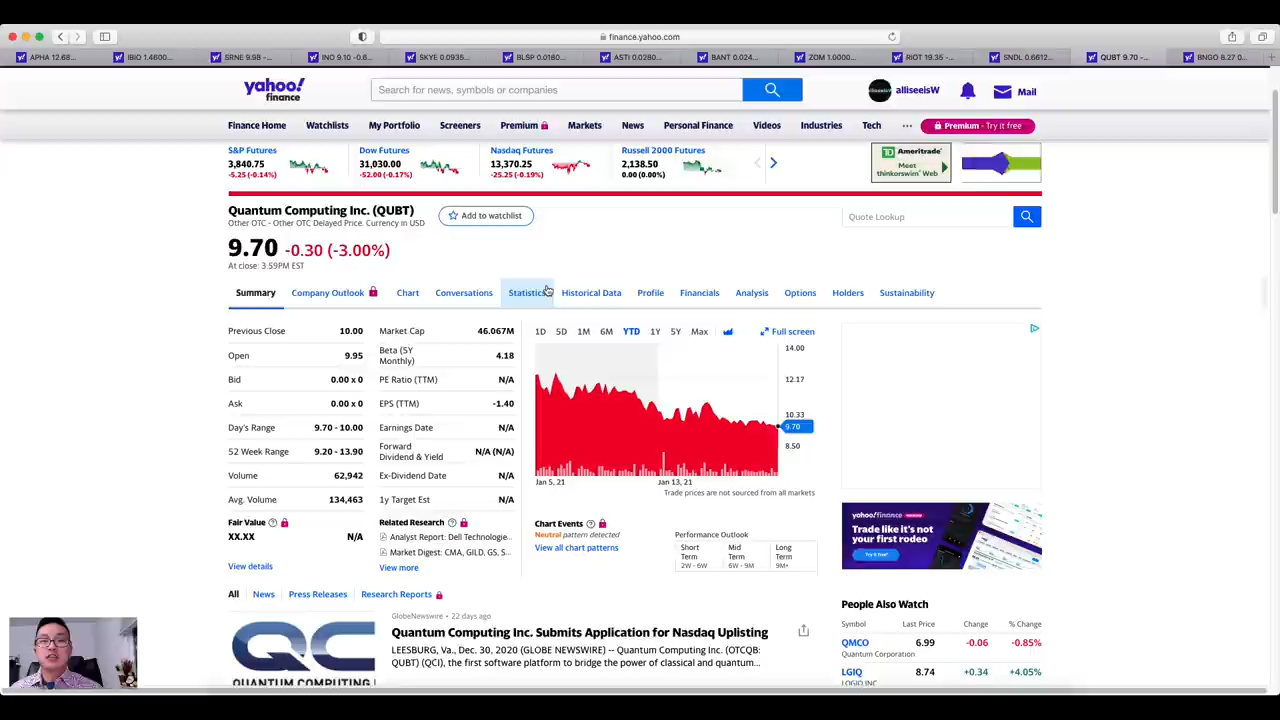 finance.yahoo.com
APHA 12.68...
IBIO 1.4600...
SRNE 9.98 -...
INO 9.10 -0.6...
SKYE 0.0938...
BLSP 0.0180...
ASTI 0.0280...
BANT 0.024...
ZOM 1.0000...
RIOT 19.35 -...
SNDL 0.6612...
QUBT 9.70 -...
BNGO 8.27 0...
yahoo!
finance
Search for news, symbols or companies
alliseeisW
Mail
Finance Home
Watchlists
My Portfolio
Screeners
Premium
Markets
News
Personal Finance
Videos
Industries
Tech
...
Premium - Try it free
S&P Futures
3,840.75
-5.25 (-0.14%)
Dow Futures
31,030.00
-52.00 (-0.17%)
Nasdaq Futures
13,370.25
-25.25 (-0.19%)
Russell 2000 Futures
2,138.50
0.00 (0.00%)
TD Ameritrade
Meet
thinkorswim Web
Quantum Computing Inc. (QUBT)
Other OTC - Other OTC Delayed Price. Currency in USD
Add to watchlist
Quote Lookup
9.70 -0.30 (-3.00%)
At close: 3:59PM EST
Summary
Company Outlook
Chart
Conversations
Statistics
Historical Data
Profile
Financials
Analysis
Options
Holders
Sustainability
Previous Close 10.00
Open 9.95
Bid 0.00 x 0
Ask 0.00 x 0
Day's Range 9.70 - 10.00
52 Week Range 9.20 - 13.90
Volume 62,942
Avg. Volume 134,463
Market Cap 46.067M
Beta (5Y
Monthly) 4.18
PE Ratio (TTM) N/A
EPS (TTM) -1.40
Earnings Date N/A
Forward
Dividend & Yield N/A (N/A)
Ex-Dividend Date N/A
1y Target Est N/A
1D 5D 1M 6M YTD 1Y 5Y Max
Full screen
14.00
12.17
10.33
9.70
8.50
Jan 5, 21
Jan 13, 21
Trade prices are not sourced from all markets
Fair Value
XX.XX N/A
View details
Related Research
Analyst Report: Dell Technologie...
Market Digest: CMA, GILD, GS, S...
View more
Chart Events
Neutral pattern detected
View all chart patterns
Performance Outlook
Short
Term
2W - 6W
Mid
Term
6W - 9M
Long
Term
9M+
yahoo!finance PREMIUM
Trade like it's not
your first rodeo
Try it free*
All
News
Press Releases
Research Reports
GlobeNewswire • 22 days ago
Quantum Computing Inc. Submits Application for Nasdaq Uplisting
LEESBURG, Va., Dec. 30, 2020 (GLOBE NEWSWIRE) -- Quantum Computing Inc. (OTCQB:
QUBT) (QCI), the first software platform to bridge the power of classical and quantum...
QC
QUANTUM COMPUTING I
People Also Watch
Symbol Last Price Change % Change
QMCO 6.99 -0.06 -0.85%
Quantum Corporation
LGIQ 8.74 +0.34 +4.05%
LOGIQ INC